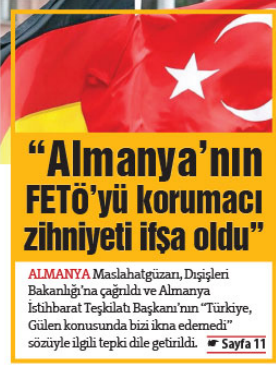 “Almanya’nın
FETÖ’yü korumacı
zihniyeti ifşa oldu”
ALMANYA Maslahatgüzarı, Dışişleri
Bakanlığı’na çağrıldı ve Almanya
İstihbarat Teşkilatı Başkanı’nın “Türkiye,
Gülen konusunda bizi ikna edemedi”
sözüyle ilgili tepki dile getirildi. ☛ Sayfa 11